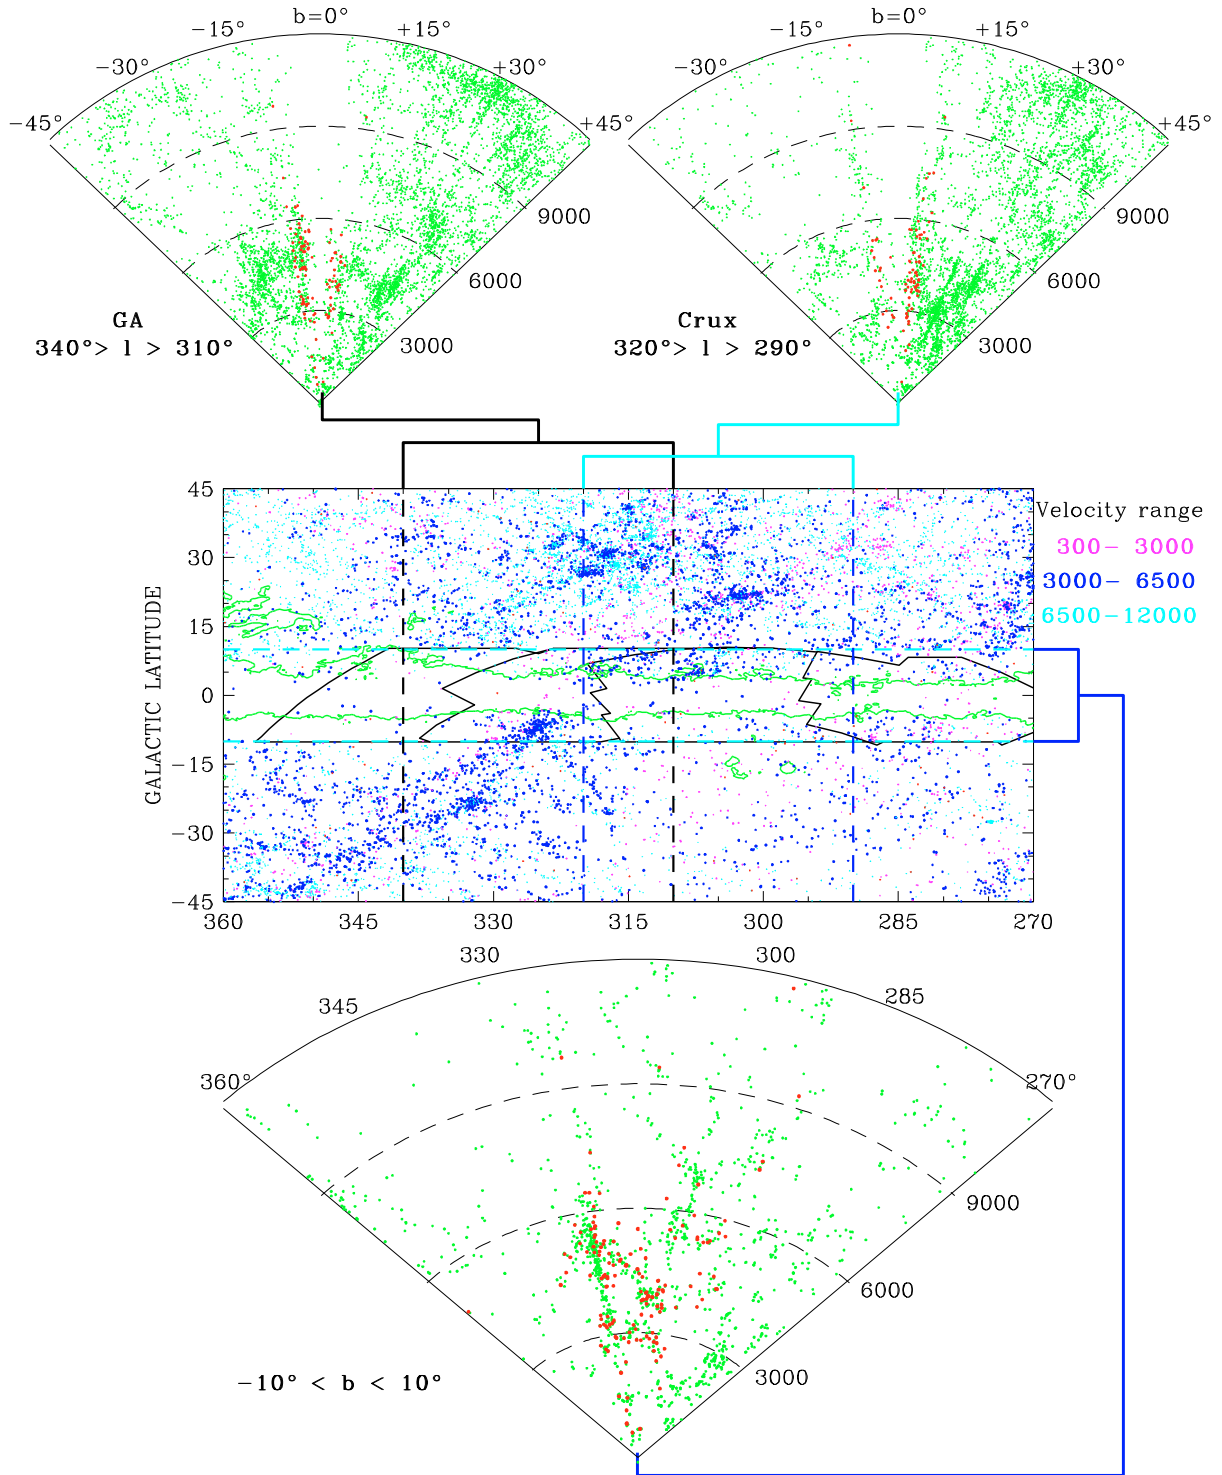 b=0° b=0°
−15° +15° −15° +15°
−30° +30° −30° +30°
−45° +45° −45° +45°
9000 9000
6000 6000
GA Crux
3000 3000
340°> l > 310° 320°> l > 290°
45
30
15
0
−15
−30
−45
GALACTIC LATITUDE
Velocity range
300− 3000
3000− 6500
6500−12000
360 345 330 315 300 285 270
330 300
345 285
360° 270°
9000
6000
3000
−10° < b < 10°